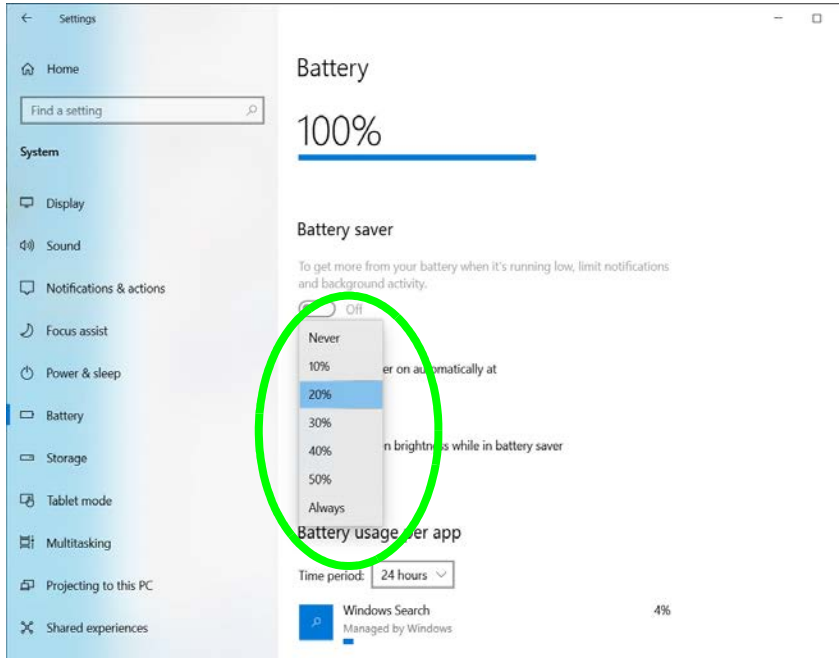 Settings
Home
Find a setting
System
Display
Sound
Notifications & actions
Focus assist
Power & sleep
Battery
Storage
Tablet mode
Multitasking
Projecting to this PC
Shared experiences
Battery
100%
Battery saver
To get more from your battery when it's running low, limit notifications
and background activity.
Off
Never
10%
20%
30%
40%
50%
Always
er on automatically at
n brightness while in battery saver
Battery usage per app
Time period: 24 hours
Windows Search 4%
Managed by Windows